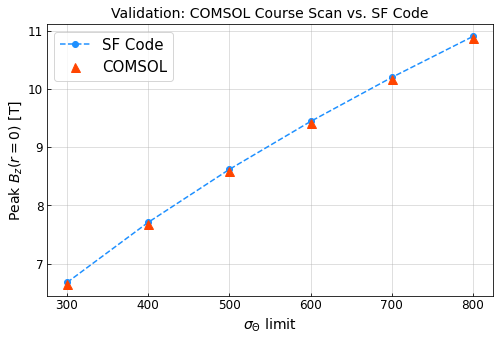 Validation: COMSOL Course Scan vs. SF Code
SF Code
COMSOL
Peak $B_z(r = 0)$ [T]
11
10
9
8
7
300 400 500 600 700 800
$\sigma_\Theta$ limit